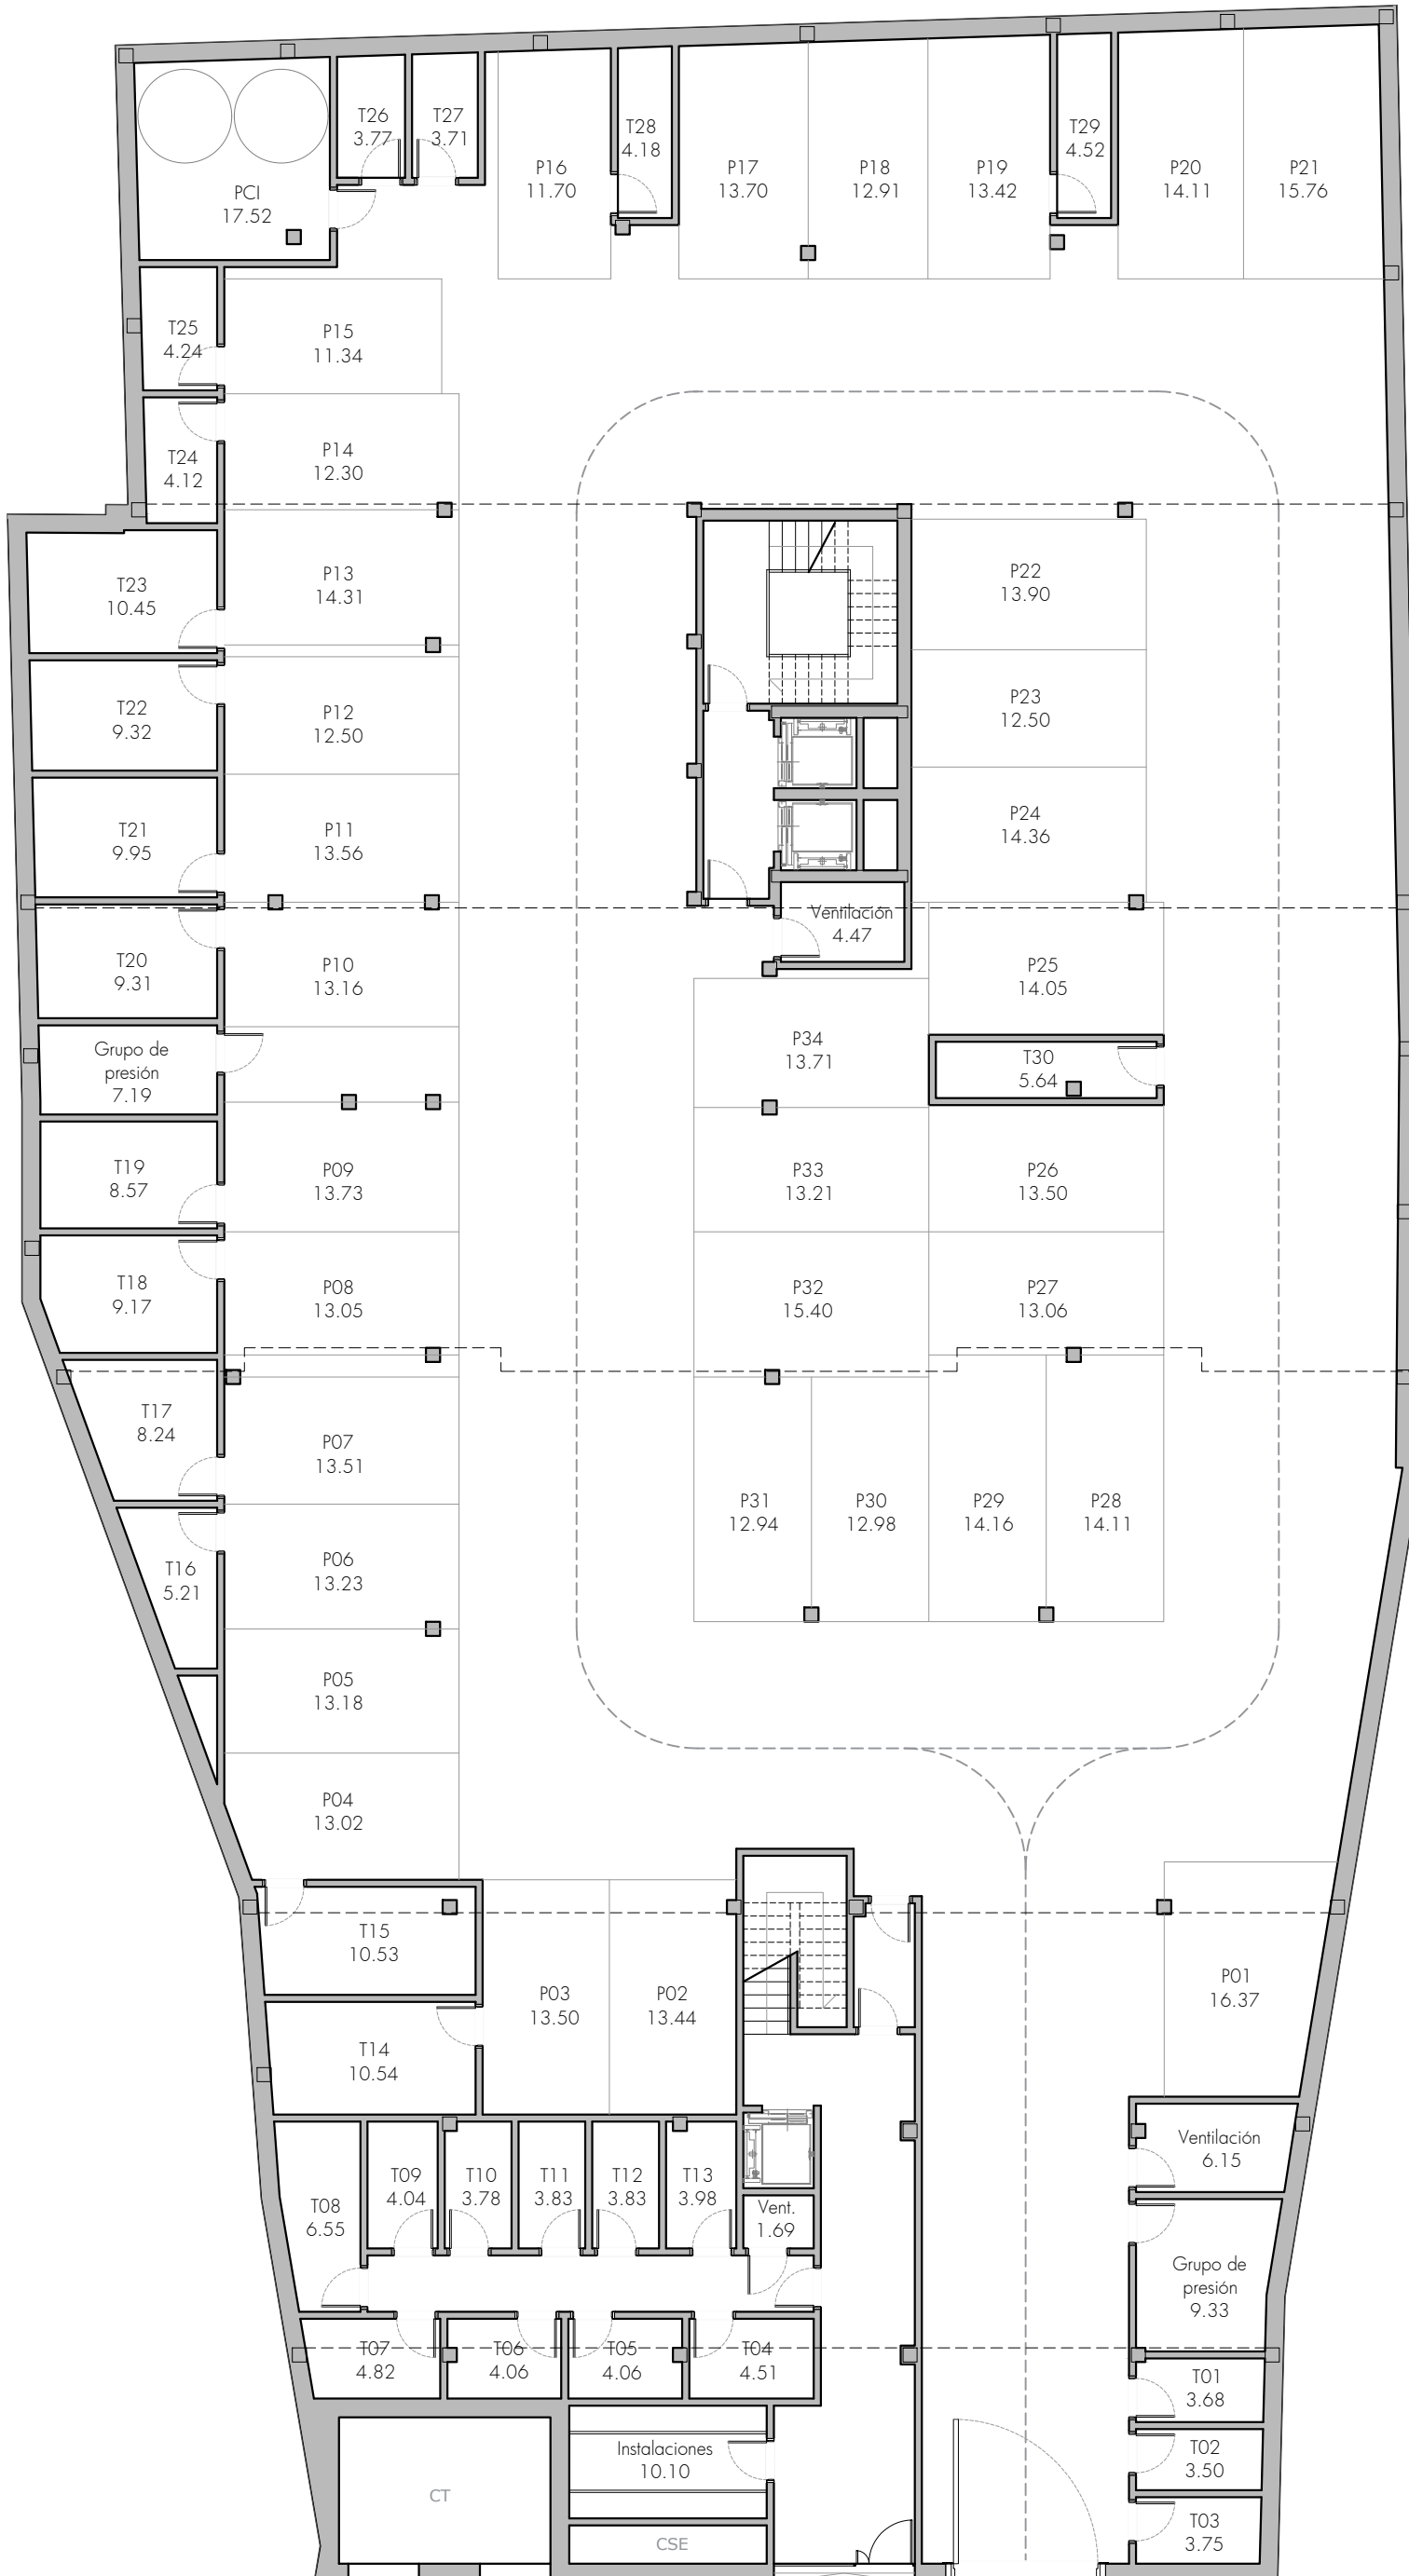 T26
3.77
T27
3.71
T28
4.18
T29
4.52
P16
11.70
P17
13.70
P18
12.91
P19
13.42
P20
14.11
P21
15.76
PCI
17.52
T25
4.24
P15
11.34
T24
4.12
P14
12.30
T23
10.45
P13
14.31
P22
13.90
T22
9.32
P12
12.50
P23
12.50
T21
9.95
P11
13.56
P24
14.36
Ventilación
4.47
T20
9.31
P10
13.16
P25
14.05
Grupo de
presión
7.19
P34
13.71
T30
5.64
T19
8.57
P09
13.73
P33
13.21
P26
13.50
T18
9.17
P08
13.05
P32
15.40
P27
13.06
T17
8.24
P07
13.51
P31
12.94
P30
12.98
P29
14.16
P28
14.11
T16
5.21
P06
13.23
P05
13.18
P04
13.02
T15
10.53
P03
13.50
P02
13.44
P01
16.37
T14
10.54
Ventilación
6.15
T08
6.55
T09
4.04
T10
3.78
T11
3.83
T12
3.83
T13
3.98
Vent.
1.69
Grupo de
presión
9.33
T07
4.82
T06
4.06
T05
4.06
T04
4.51
T01
3.68
Instalaciones
10.10
T02
3.50
CT
CSE
T03
3.75